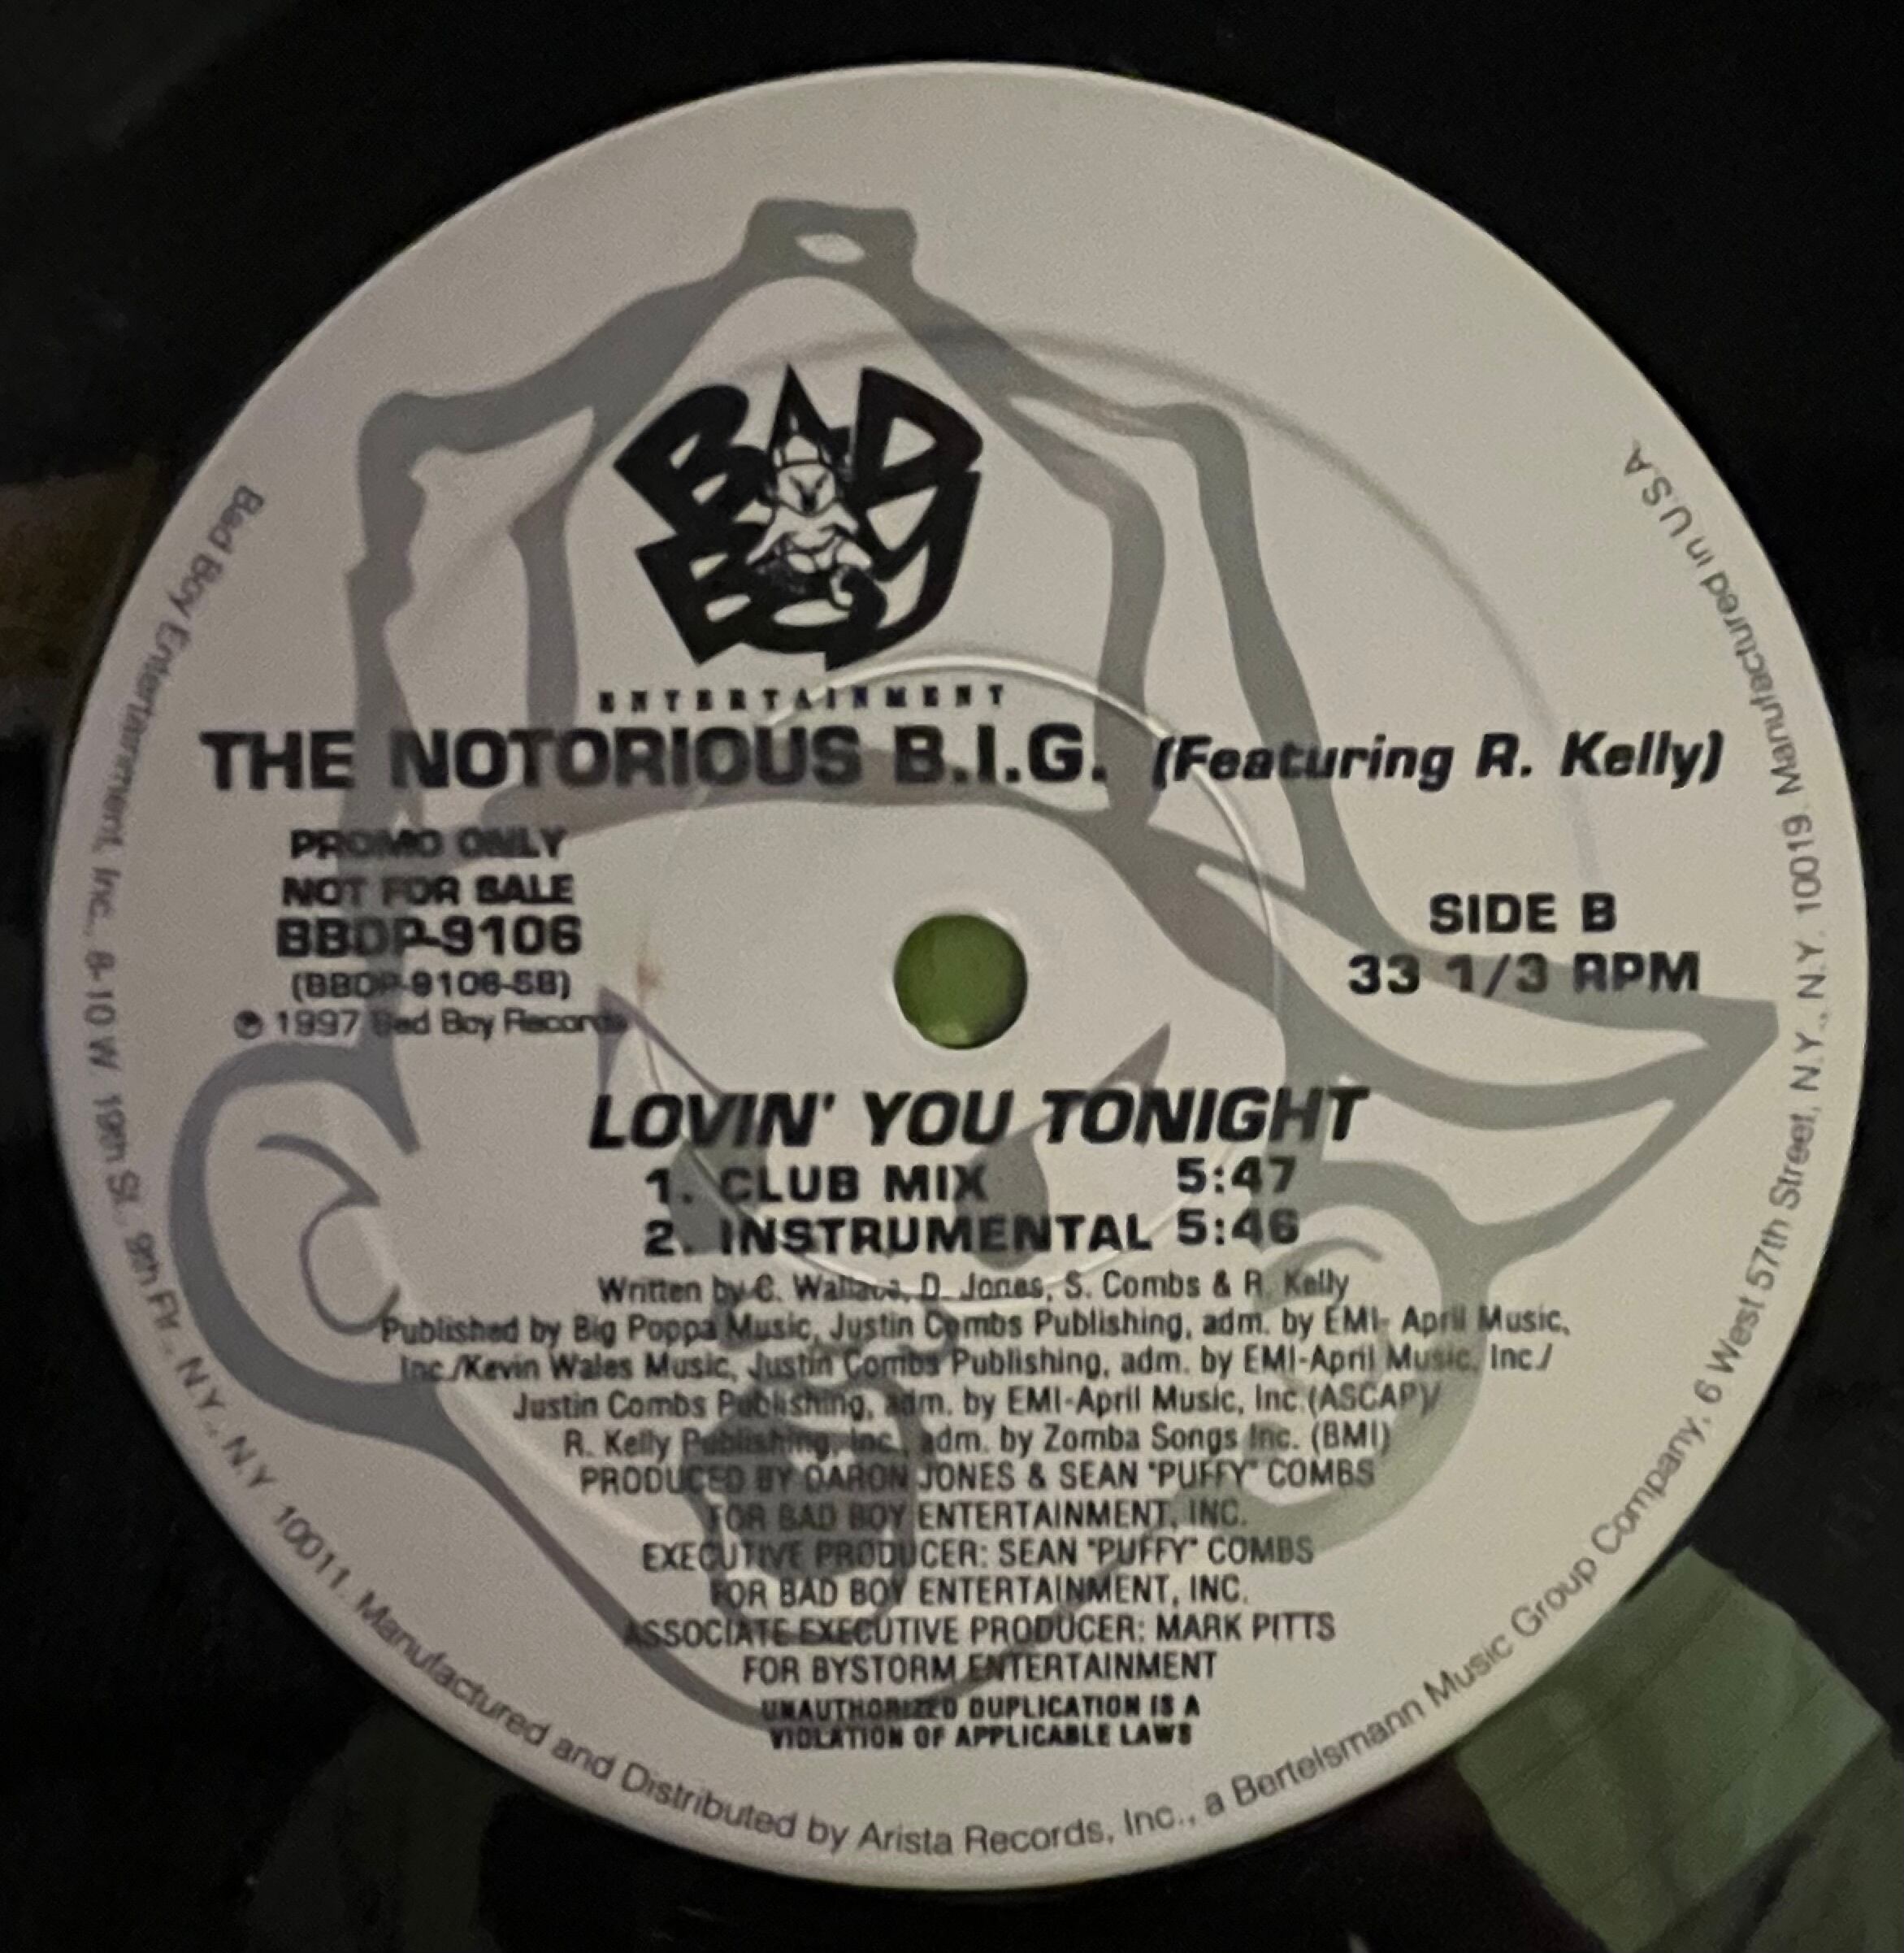 BAD
BOY
ENTERTAINMENT
THE NOTORIOUS B.I.G. (Featuring R. Kelly)
PROMO ONLY
NOT FOR SALE
BBDP-9106
(BBDP-9106-SB)
℗ 1997 Bad Boy Records
SIDE B
33 1/3 RPM
LOVIN' YOU TONIGHT
1. CLUB MIX 5:47
2. INSTRUMENTAL 5:46
Written by C. Wallace, D. Jones, S. Combs & R. Kelly
Published by Big Poppa Music, Justin Combs Publishing, adm. by EMI- April Music,
Inc./Kevin Wales Music, Justin Combs Publishing, adm. by EMI-April Music, Inc./
Justin Combs Publishing, adm. by EMI-April Music, Inc.(ASCAP)/
R. Kelly Publishing, Inc., adm. by Zomba Songs Inc. (BMI)
PRODUCED BY DARON JONES & SEAN "PUFFY" COMBS
FOR BAD BOY ENTERTAINMENT, INC.
EXECUTIVE PRODUCER: SEAN "PUFFY" COMBS
FOR BAD BOY ENTERTAINMENT, INC.
ASSOCIATE EXECUTIVE PRODUCER: MARK PITTS
FOR BYSTORM ENTERTAINMENT
UNAUTHORIZED DUPLICATION IS A
VIOLATION OF APPLICABLE LAWS
Bad Boy Entertainment, Inc., 8-10 W. 19th St., 9th Flr., N.Y., N.Y. 10011. Manufactured and Distributed by Arista Records, Inc., a Bertelsmann Music Group Company, 6 West 57th Street, N.Y., N.Y. 10019. Manufactured in U.S.A.